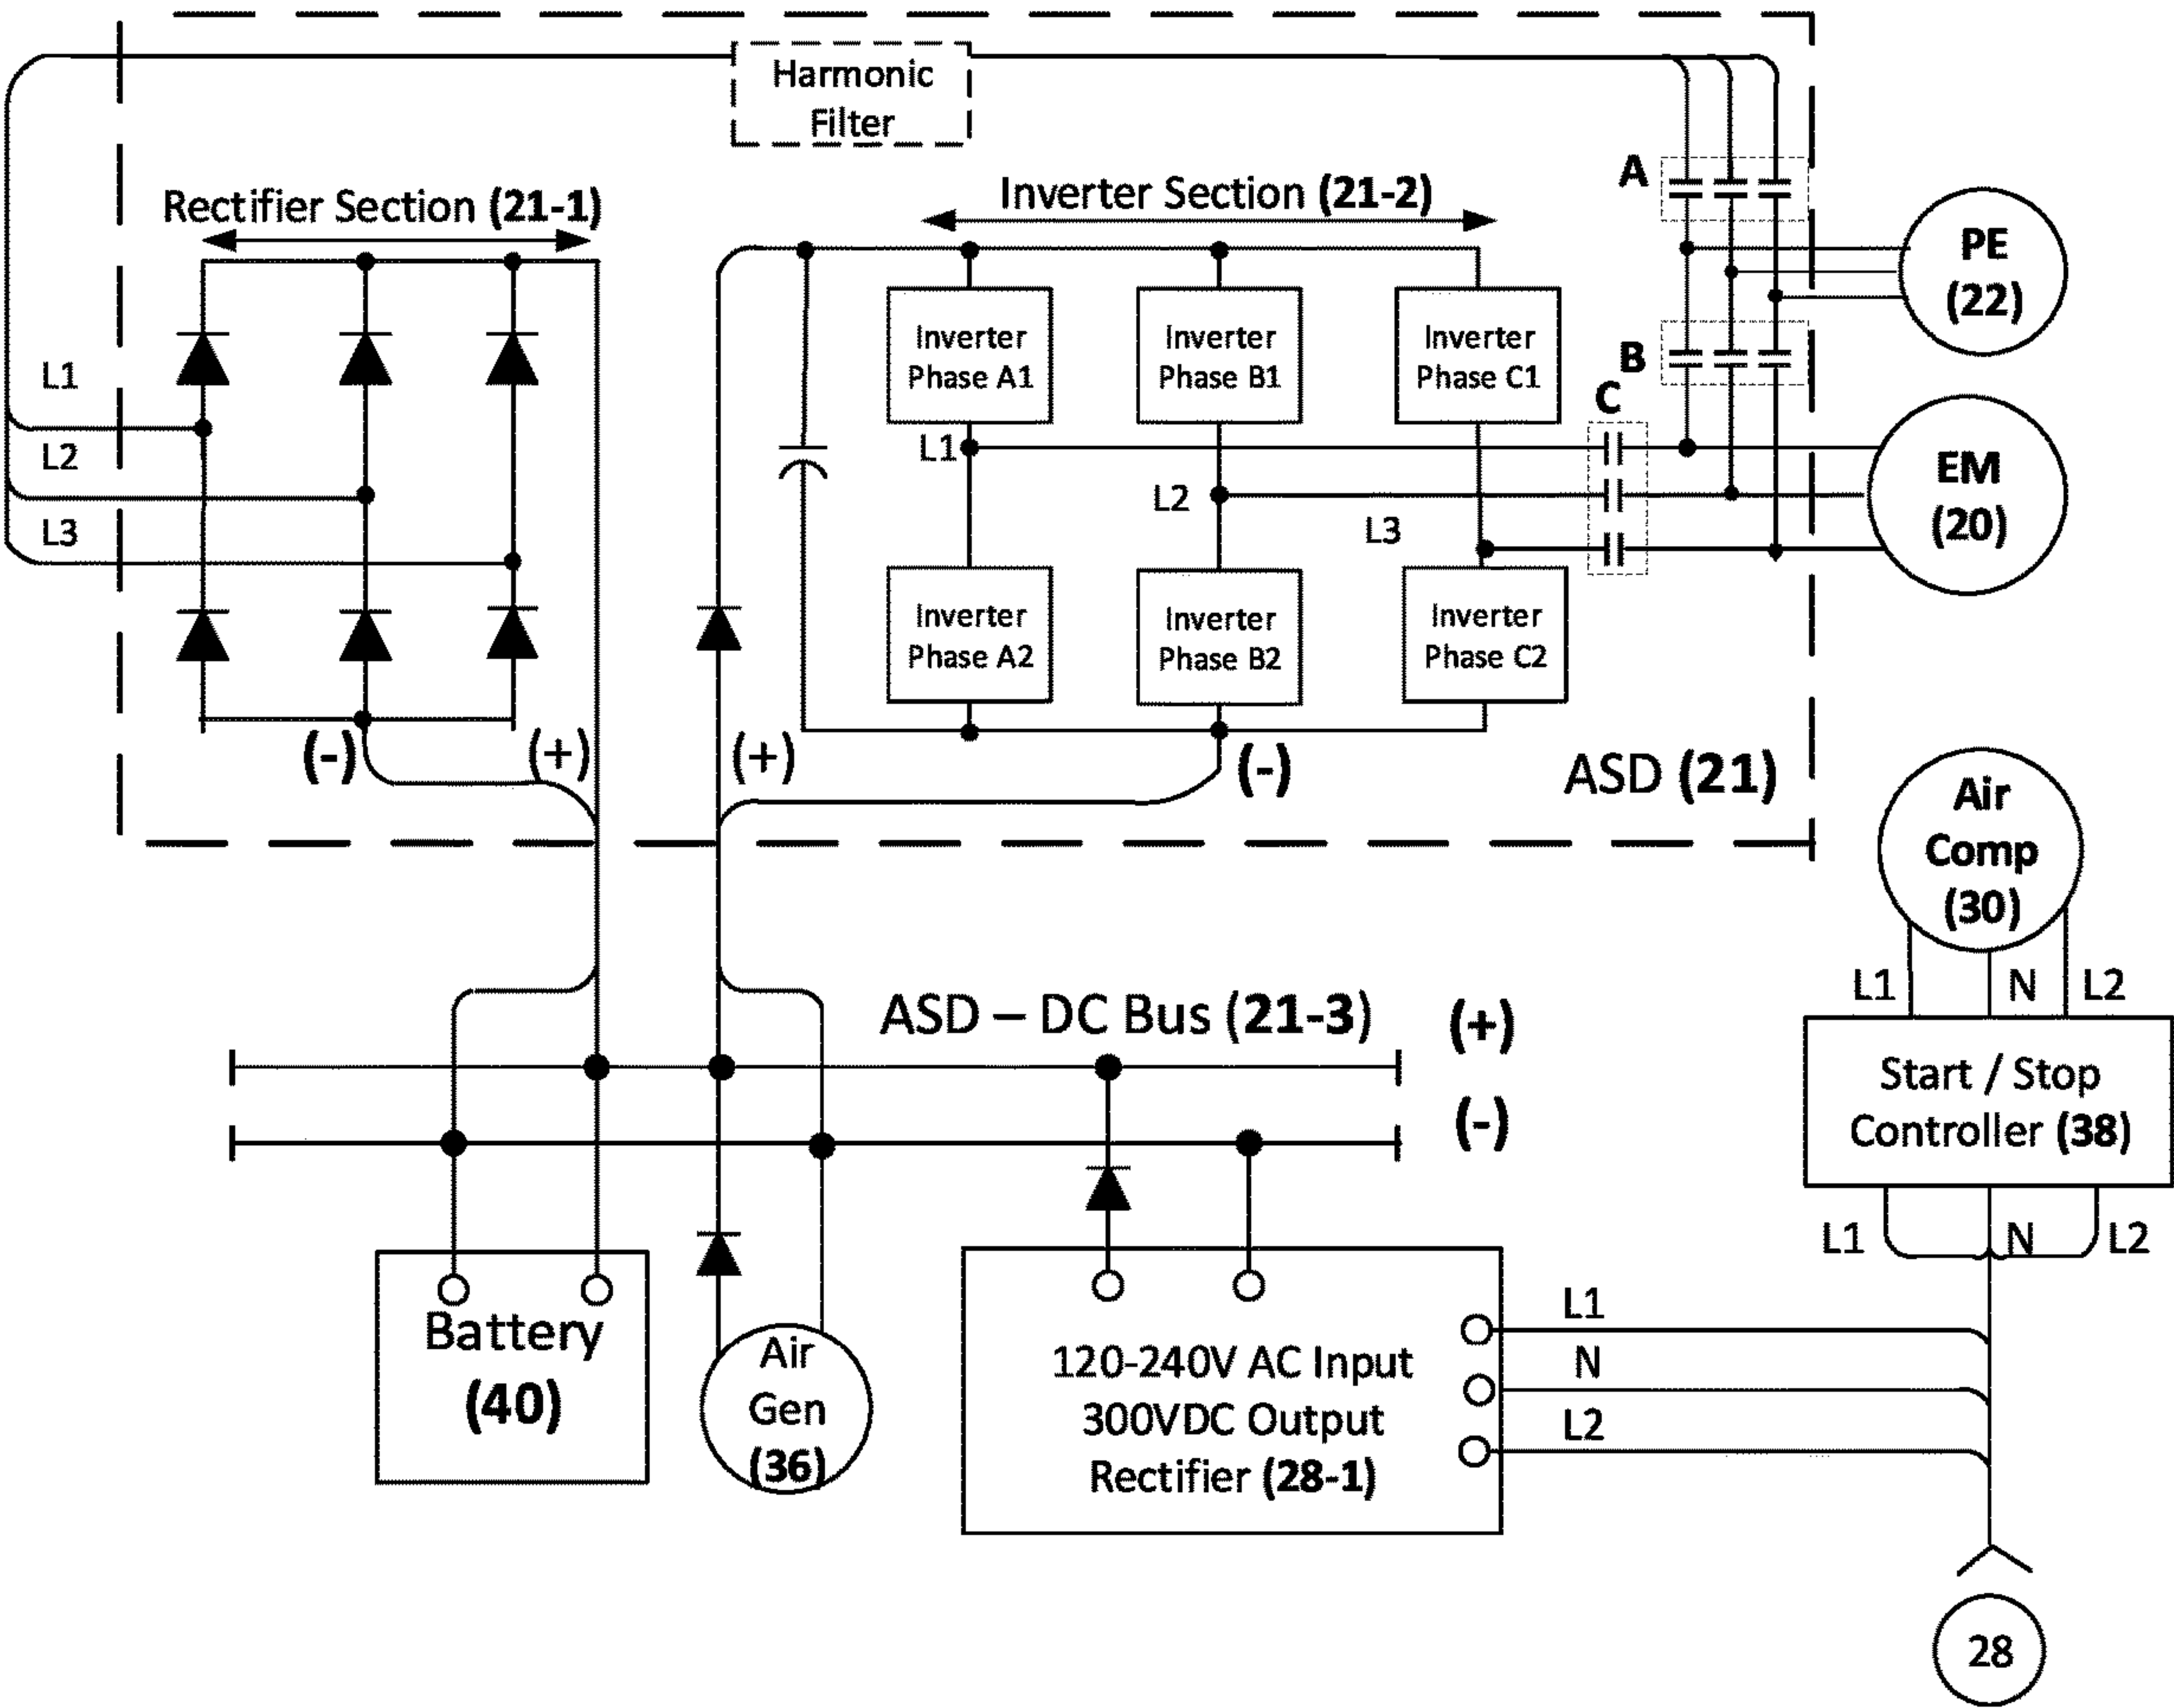 Harmonic
Filter
Rectifier Section (21-1)
Inverter Section (21-2)
A
PE
(22)
Inverter
Phase A1
Inverter
Phase B1
Inverter
Phase C1
B
C
L1
L2
L3
L1
L2
L3
EM
(20)
Inverter
Phase A2
Inverter
Phase B2
Inverter
Phase C2
(-)
(+)
(+)
(-)
ASD (21)
Air
Comp
(30)
L1
N
L2
ASD – DC Bus (21-3)
(+)
(-)
Start / Stop
Controller (38)
L1
N
L2
Battery
(40)
Air
Gen
(36)
120-240V AC Input
300VDC Output
Rectifier (28-1)
L1
N
L2
28